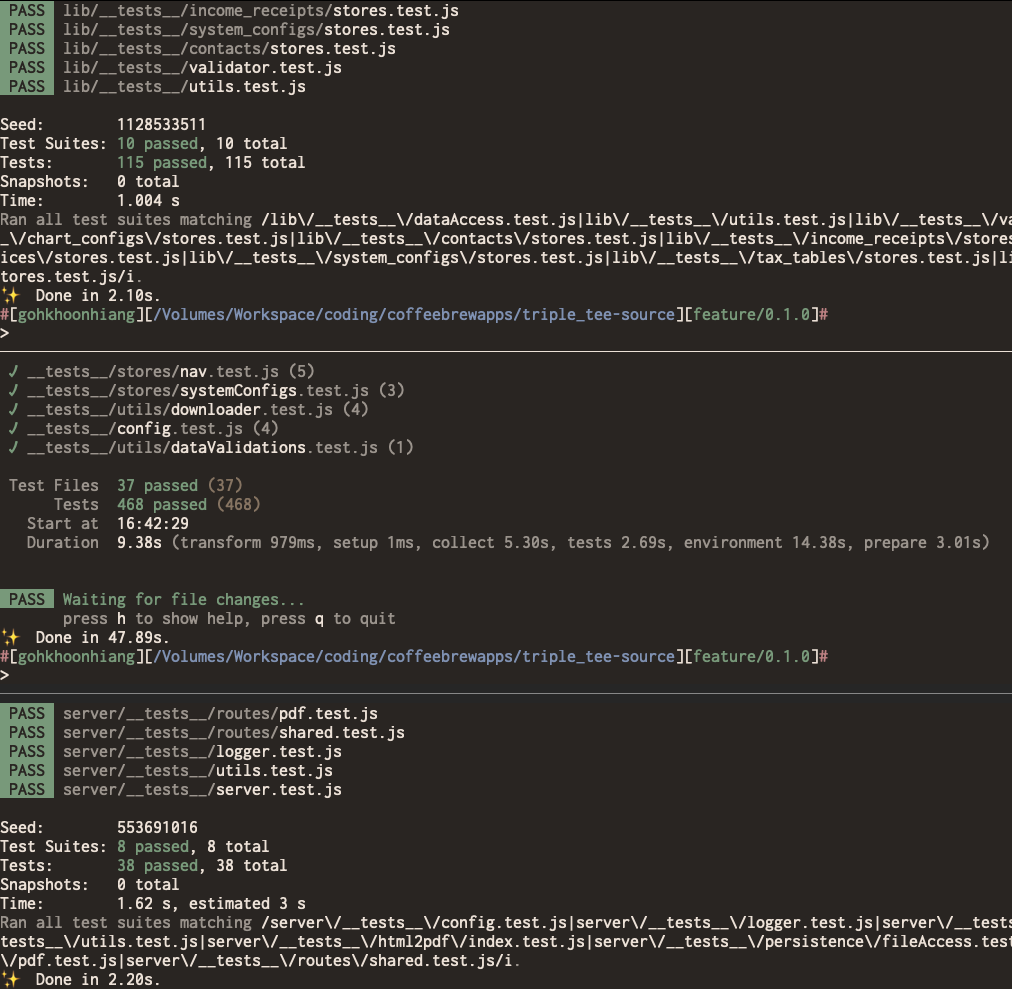 PASS lib/__tests__/income_receipts/stores.test.js
PASS lib/__tests__/system_configs/stores.test.js
PASS lib/__tests__/contacts/stores.test.js
PASS lib/__tests__/validator.test.js
PASS lib/__tests__/utils.test.js
Seed: 1128533511
Test Suites: 10 passed, 10 total
Tests: 115 passed, 115 total
Snapshots: 0 total
Time: 1.004 s
Ran all test suites matching /lib\/__tests__\/dataAccess.test.js|lib\/__tests__\/utils.test.js|lib\/__tests__\/va
_\/chart_configs\/stores.test.js|lib\/__tests__\/contacts\/stores.test.js|lib\/__tests__\/income_receipts\/stores
ices\/stores.test.js|lib\/__tests__\/system_configs\/stores.test.js|lib\/__tests__\/tax_tables\/stores.test.js|li
tores.test.js/i.
✨ Done in 2.10s.
#[gohkhoonhiang][/Volumes/Workspace/coding/coffeebrewapps/triple_tee-source][feature/0.1.0]#
>
✓ __tests__/stores/nav.test.js (5)
✓ __tests__/stores/systemConfigs.test.js (3)
✓ __tests__/utils/downloader.test.js (4)
✓ __tests__/config.test.js (4)
✓ __tests__/utils/dataValidations.test.js (1)
Test Files 37 passed (37)
Tests 468 passed (468)
Start at 16:42:29
Duration 9.38s (transform 979ms, setup 1ms, collect 5.30s, tests 2.69s, environment 14.38s, prepare 3.01s)
PASS Waiting for file changes...
press h to show help, press q to quit
✨ Done in 47.89s.
#[gohkhoonhiang][/Volumes/Workspace/coding/coffeebrewapps/triple_tee-source][feature/0.1.0]#
>
PASS server/__tests__/routes/pdf.test.js
PASS server/__tests__/routes/shared.test.js
PASS server/__tests__/logger.test.js
PASS server/__tests__/utils.test.js
PASS server/__tests__/server.test.js
Seed: 553691016
Test Suites: 8 passed, 8 total
Tests: 38 passed, 38 total
Snapshots: 0 total
Time: 1.62 s, estimated 3 s
Ran all test suites matching /server\/__tests__\/config.test.js|server\/__tests__\/logger.test.js|server\/__tests
tests__\/utils.test.js|server\/__tests__\/html2pdf\/index.test.js|server\/__tests__\/persistence\/fileAccess.test
\/pdf.test.js|server\/__tests__\/routes\/shared.test.js/i.
✨ Done in 2.20s.